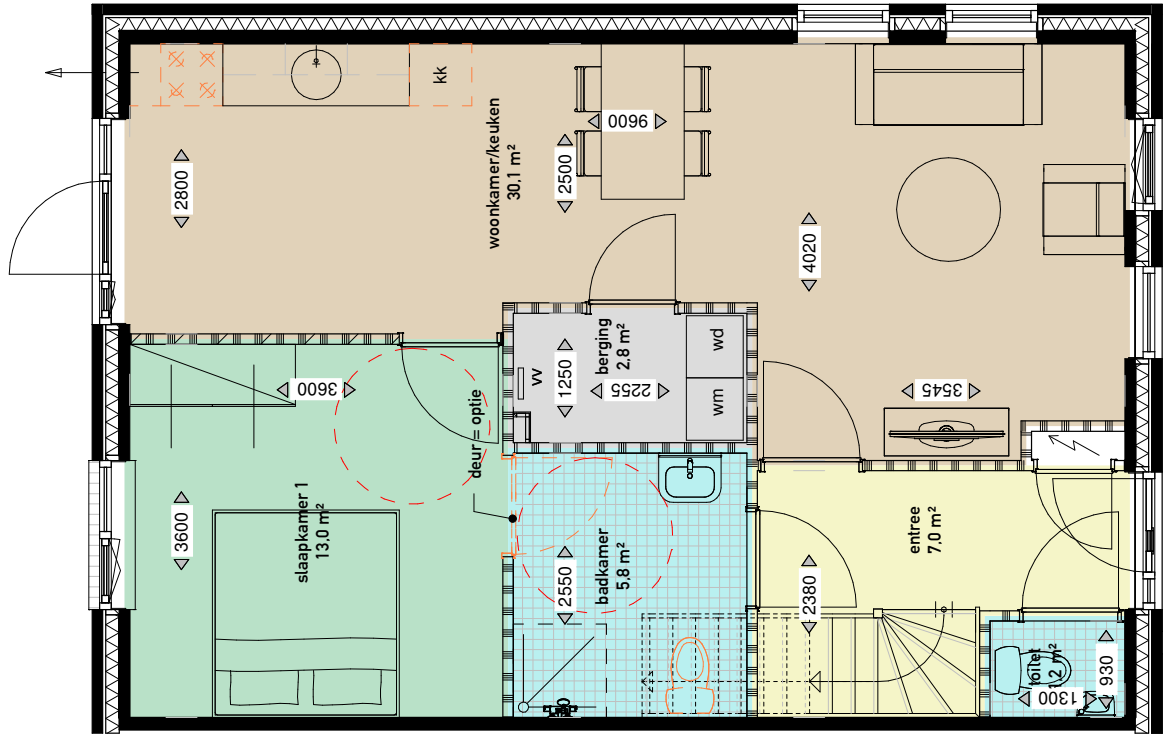 kk
9600
2800
2500
woonkamer/keuken
30,1 m²
4020
berging
2,8 m²
wd
wm
vv
1250
2255
3600
3545
deur = optie
slaapkamer 1
13,0 m²
3600
badkamer
5,8 m²
2550
2380
entree
7,0 m²
toilet
1,2 m²
1300
930